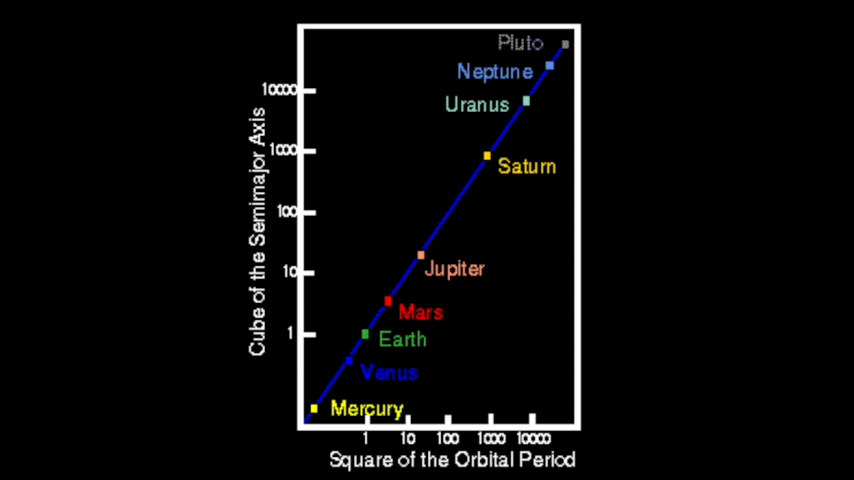 Pluto
Neptune
10000
Uranus
1000
Saturn
100
Cube of the Semimajor Axis
10
Jupiter
Mars
1
Earth
Venus
Mercury
1 10 100 1000 10000
Square of the Orbital Period